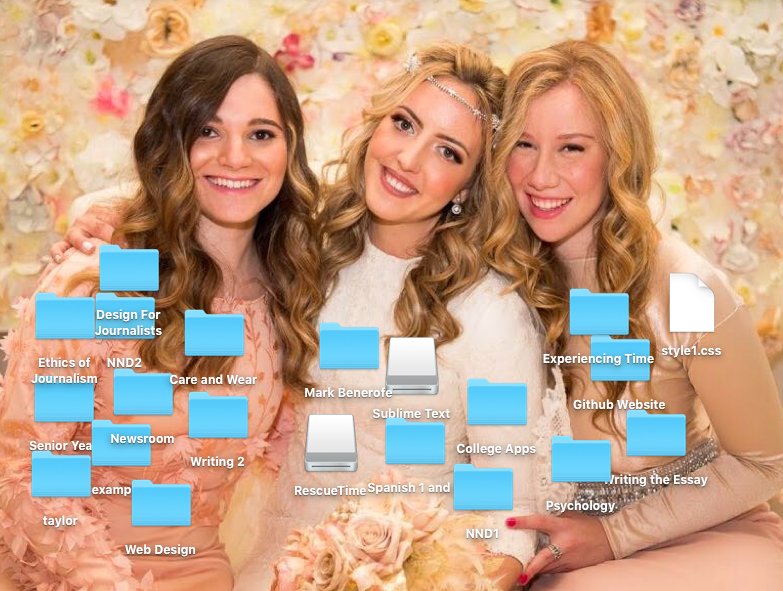 Design For
Journalists
Ethics of
Journalism
NND2
Care and Wear
Mark Benerofe
Experiencing Time
style1.css
Senior Yea
Newsroom
Writing 2
Sublime Text
College Apps
Github Website
taylor
examp
Web Design
RescueTime
Spanish 1 and
NND1
Psychology
Writing the Essay